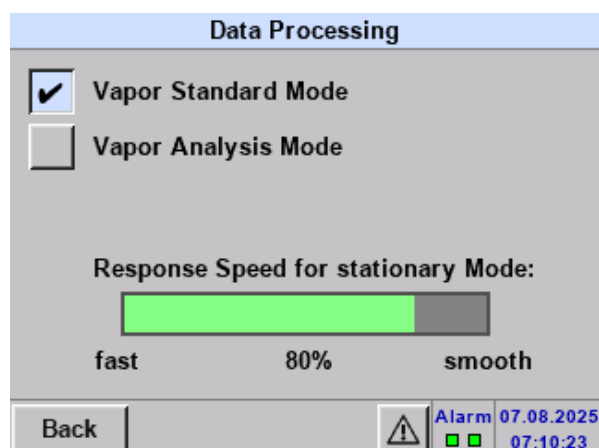 Data Processing
Vapor Standard Mode
Vapor Analysis Mode
Response Speed for stationary Mode:
fast 80% smooth
Back Alarm 07.08.2025
07:10:23